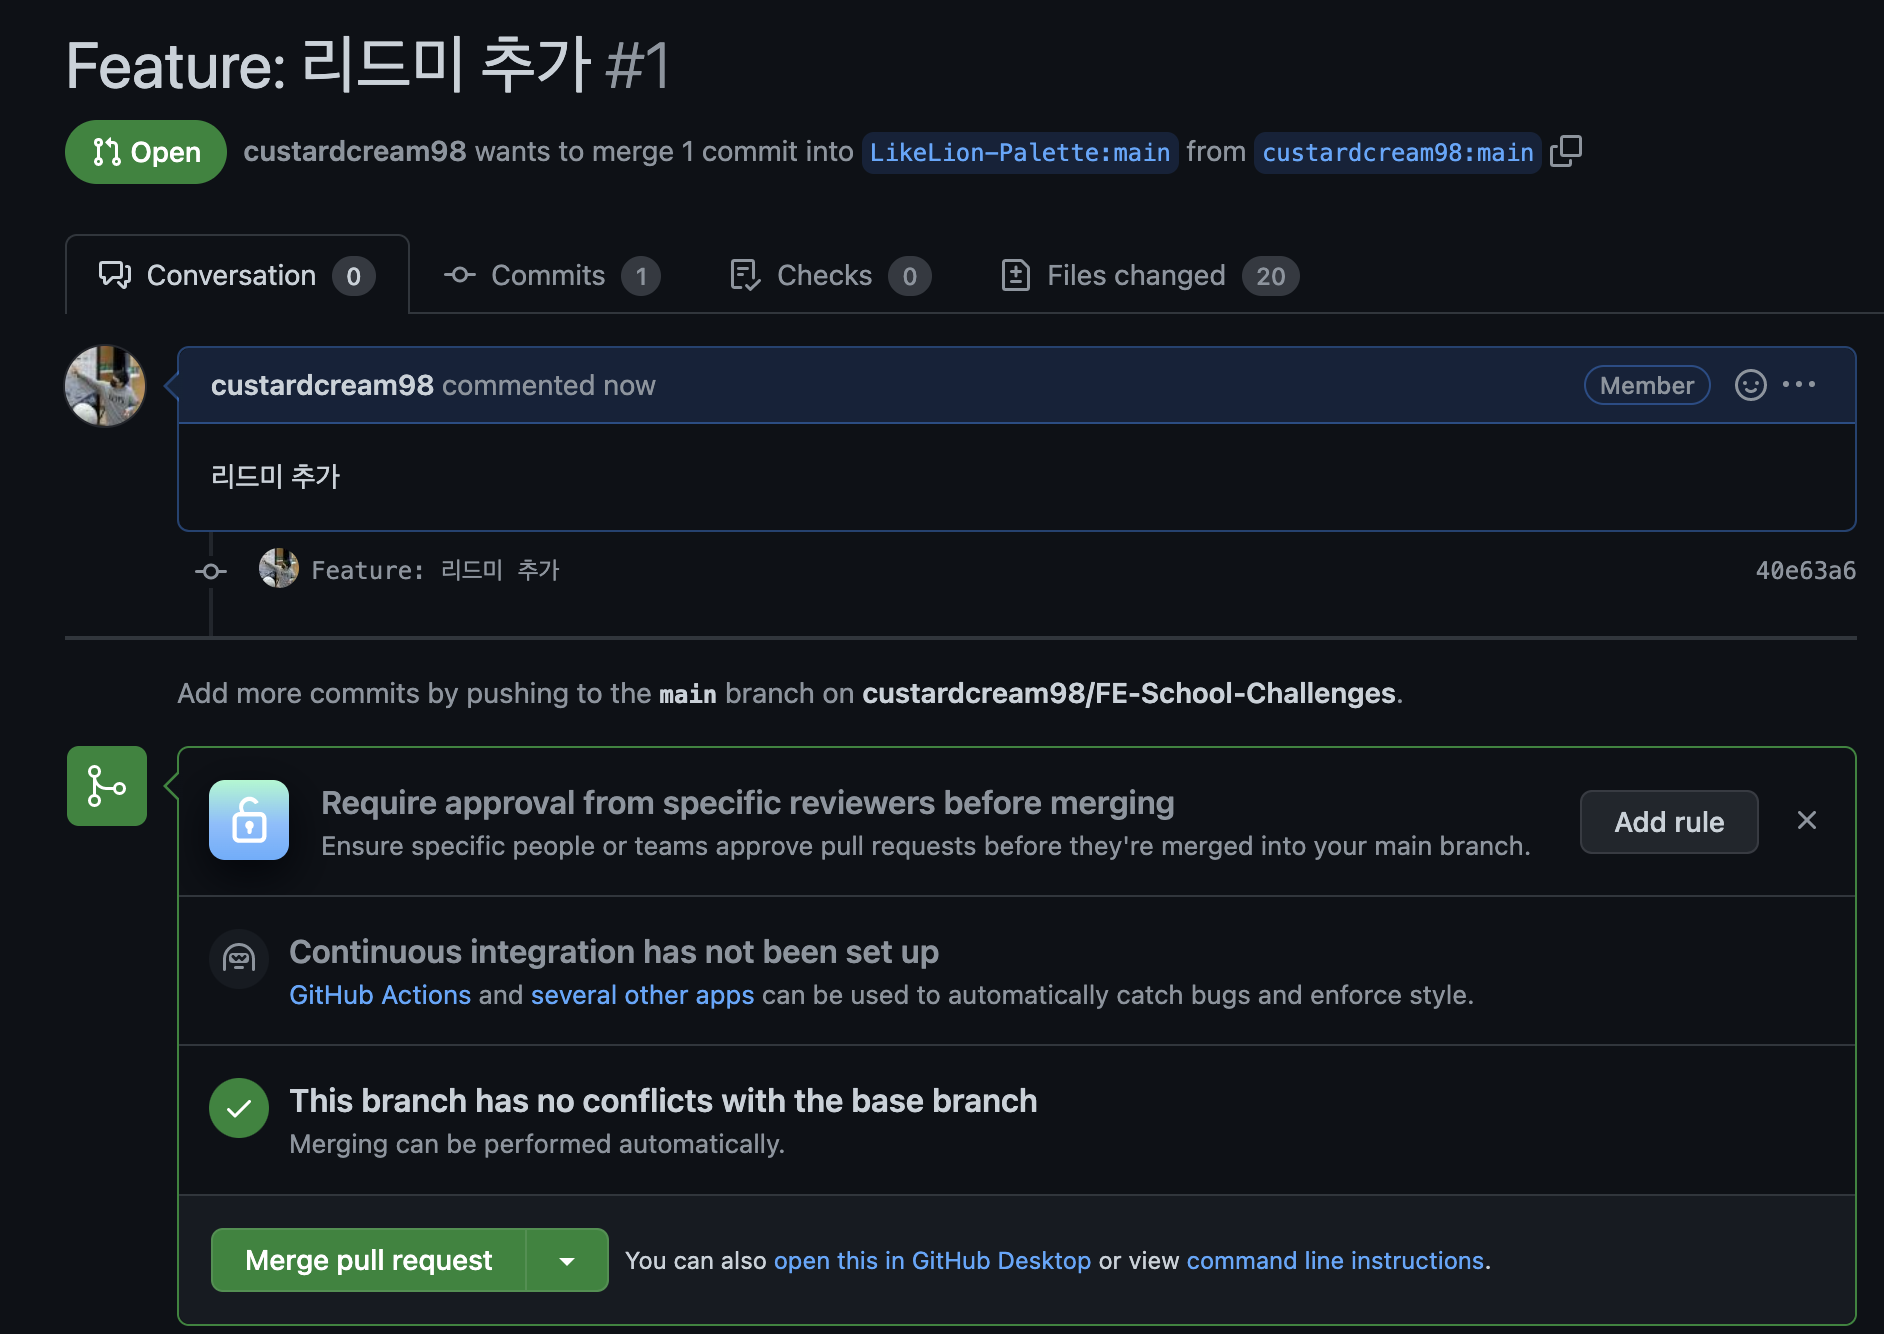 Feature: 리드미 추가 #1
Open custardcream98 wants to merge 1 commit into LikeLion-Palette:main from custardcream98:main
Conversation 0 Commits 1 Checks 0 Files changed 20
custardcream98 commented now Member
리드미 추가
Feature: 리드미 추가 40e63a6
Add more commits by pushing to the main branch on custardcream98/FE-School-Challenges.
Require approval from specific reviewers before merging
Ensure specific people or teams approve pull requests before they're merged into your main branch.
Add rule
Continuous integration has not been set up
GitHub Actions and several other apps can be used to automatically catch bugs and enforce style.
This branch has no conflicts with the base branch
Merging can be performed automatically.
Merge pull request You can also open this in GitHub Desktop or view command line instructions.